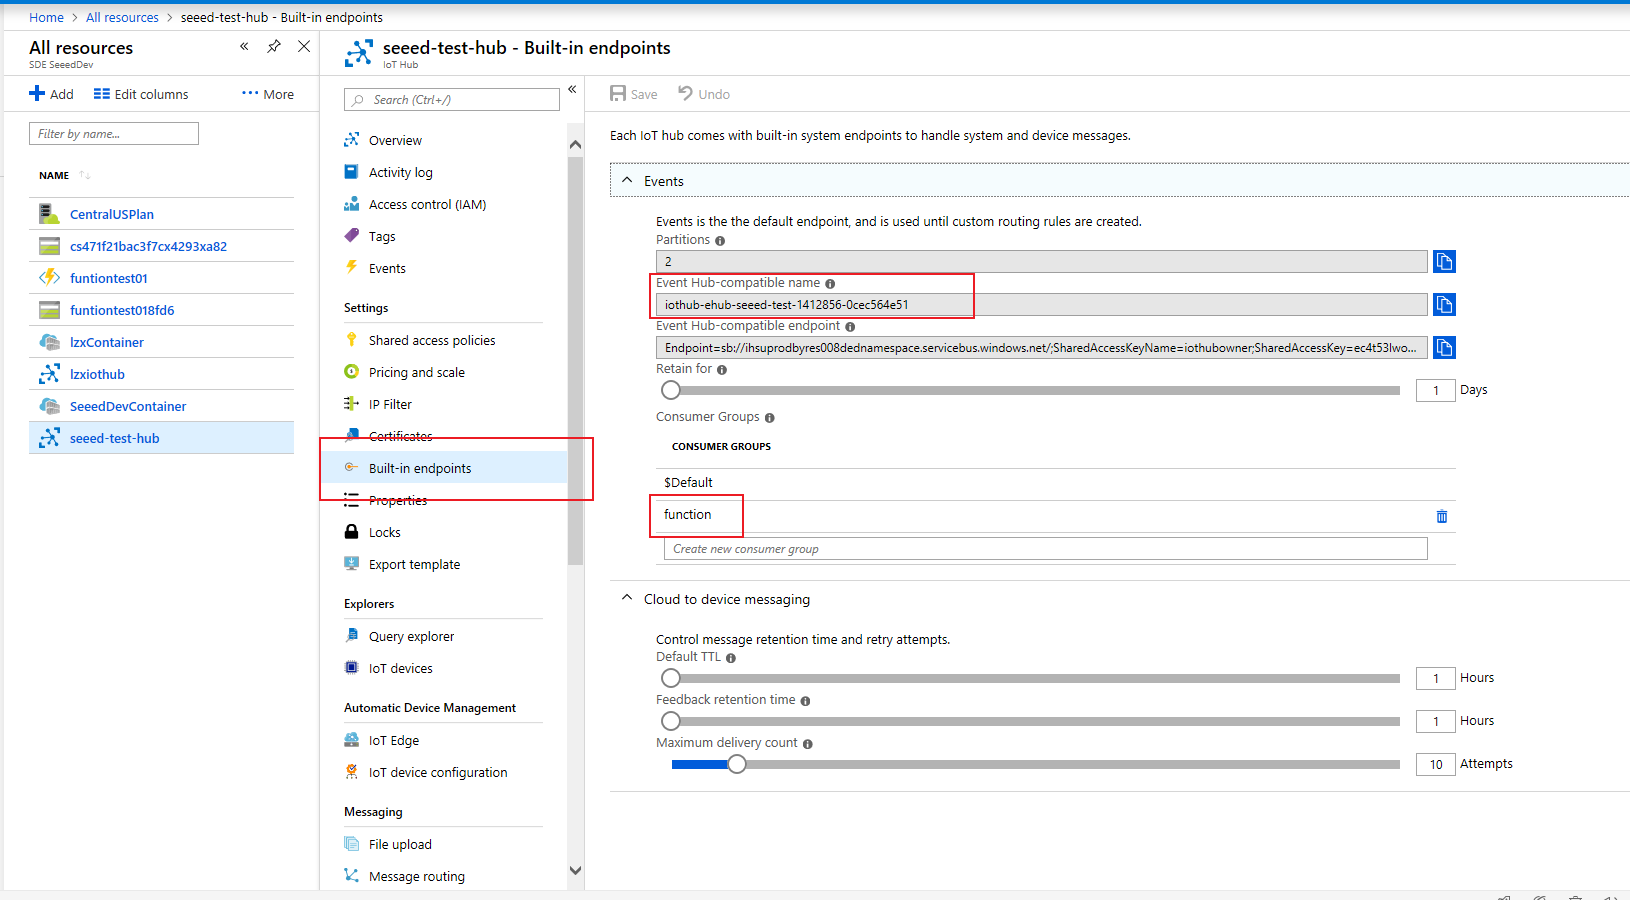 Home > All resources > seeed-test-hub - Built-in endpoints
All resources
SDE SeeedDev
Add
Edit columns
More
Filter by name...
NAME
CentralUSPlan
cs471f21bac3f7cx4293xa82
funtiontest01
funtiontest018fd6
lzxContainer
lzxiothub
SeeedDevContainer
seeed-test-hub
seeed-test-hub - Built-in endpoints
IoT Hub
Search (Ctrl+/)
Overview
Activity log
Access control (IAM)
Tags
Events
Settings
Shared access policies
Pricing and scale
IP Filter
Certificates
Built-in endpoints
Properties
Locks
Export template
Explorers
Query explorer
IoT devices
Automatic Device Management
IoT Edge
IoT device configuration
Messaging
File upload
Message routing
Save
Undo
Each IoT hub comes with built-in system endpoints to handle system and device messages.
Events
Events is the the default endpoint, and is used until custom routing rules are created.
Partitions
2
Event Hub-compatible name
iothub-ehub-seeed-test-1412856-0cec564e51
Event Hub-compatible endpoint
Endpoint=sb://ihsuprodbyres008dednamespace.servicebus.windows.net/;SharedAccessKeyName=iothubowner;SharedAccessKey=ec4t53lwo...
Retain for
1 Days
Consumer Groups
CONSUMER GROUPS
$Default
function
Create new consumer group
Cloud to device messaging
Control message retention time and retry attempts.
Default TTL
1 Hours
Feedback retention time
1 Hours
Maximum delivery count
10 Attempts